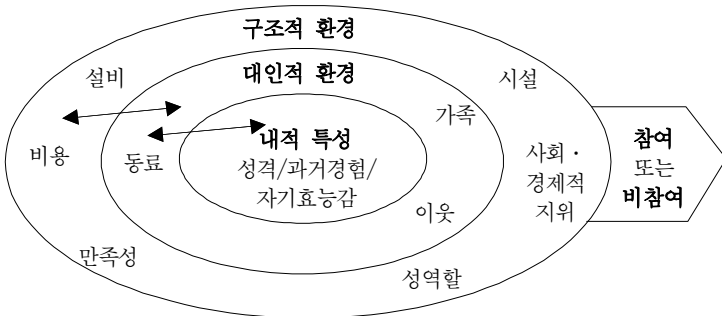 구조적 환경
설비
대인적 환경
시설
가족
내적 특성
성격/과거경험/
자기효능감
비용
동료
사회·
경제적
지위
참여
또는
비참여
이웃
만족성
성역할